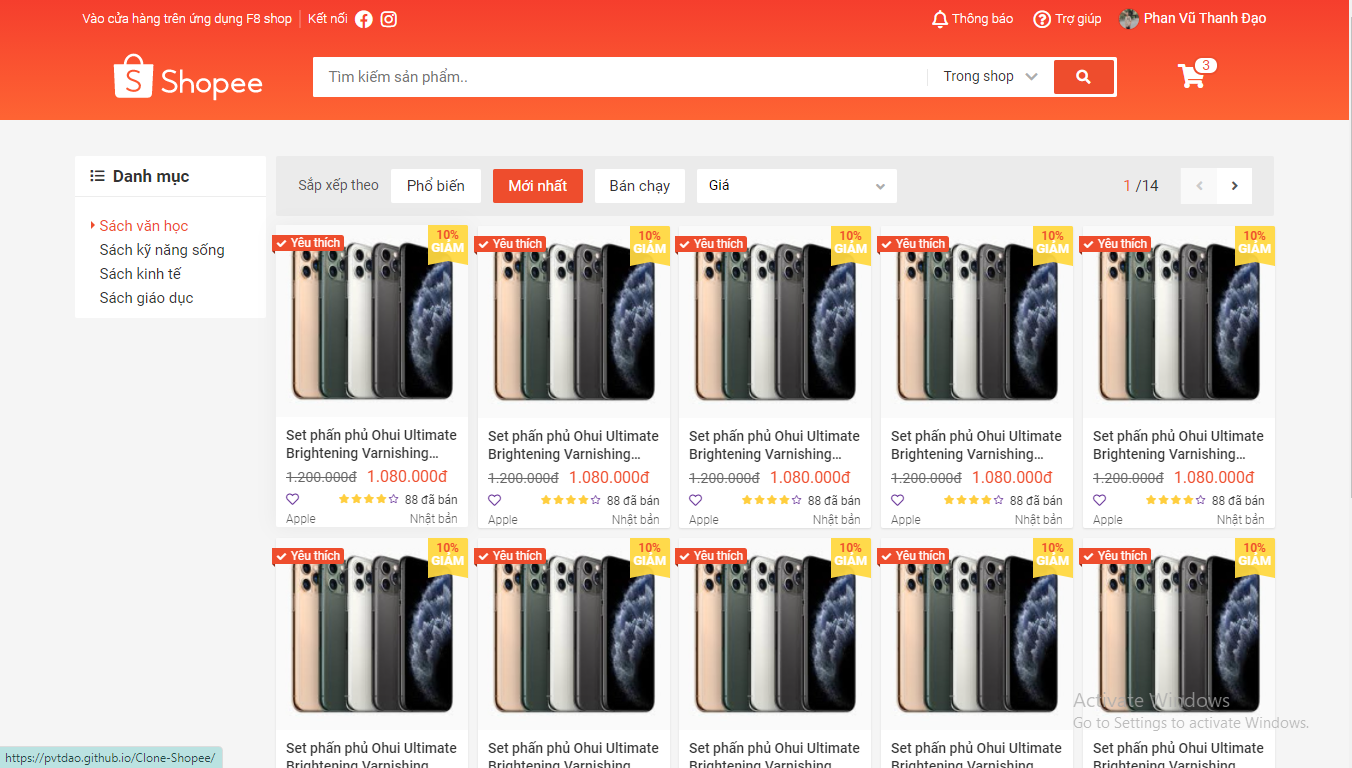 Vào cửa hàng trên ứng dụng F8 shop Kết nối Thông báo Trợ giúp Phan Vũ Thanh Đạo
S Shopee Tìm kiếm sản phẩm.. Trong shop 3
Danh mục
Sách văn học
Sách kỹ năng sống
Sách kinh tế
Sách giáo dục
Sắp xếp theo Phổ biến Mới nhất Bán chạy Giá 1 /14
Yêu thích 10% GIẢM Yêu thích 10% GIẢM Yêu thích 10% GIẢM Yêu thích 10% GIẢM Yêu thích 10% GIẢM
Set phấn phủ Ohui Ultimate Set phấn phủ Ohui Ultimate Set phấn phủ Ohui Ultimate Set phấn phủ Ohui Ultimate Set phấn phủ Ohui Ultimate
Brightening Varnishing... Brightening Varnishing... Brightening Varnishing... Brightening Varnishing... Brightening Varnishing...
1.200.000đ 1.080.000đ 1.200.000đ 1.080.000đ 1.200.000đ 1.080.000đ 1.200.000đ 1.080.000đ 1.200.000đ 1.080.000đ
88 đã bán 88 đã bán 88 đã bán 88 đã bán 88 đã bán
Apple Nhật bản Apple Nhật bản Apple Nhật bản Apple Nhật bản Apple Nhật bản
Yêu thích 10% GIẢM Yêu thích 10% GIẢM Yêu thích 10% GIẢM Yêu thích 10% GIẢM Yêu thích 10% GIẢM
Activate Windows
Go to Settings to activate Windows.
Set phấn phủ Ohui Ultimate Set phấn phủ Ohui Ultimate Set phấn phủ Ohui Ultimate Set phấn phủ Ohui Ultimate Set phấn phủ Ohui Ultimate
Brightening Varnishing... Brightening Varnishing... Brightening Varnishing... Brightening Varnishing... Brightening Varnishing...
https://pvtdao.github.io/Clone-Shopee/